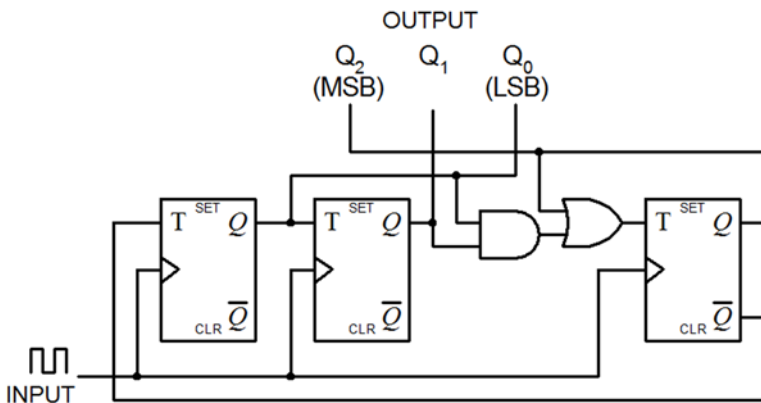 OUTPUT
Q₂ Q₁ Q₀
(MSB) (LSB)
SET SET SET
T Q T Q T Q
Q̅ Q̅ Q̅
CLR CLR CLR
INPUT